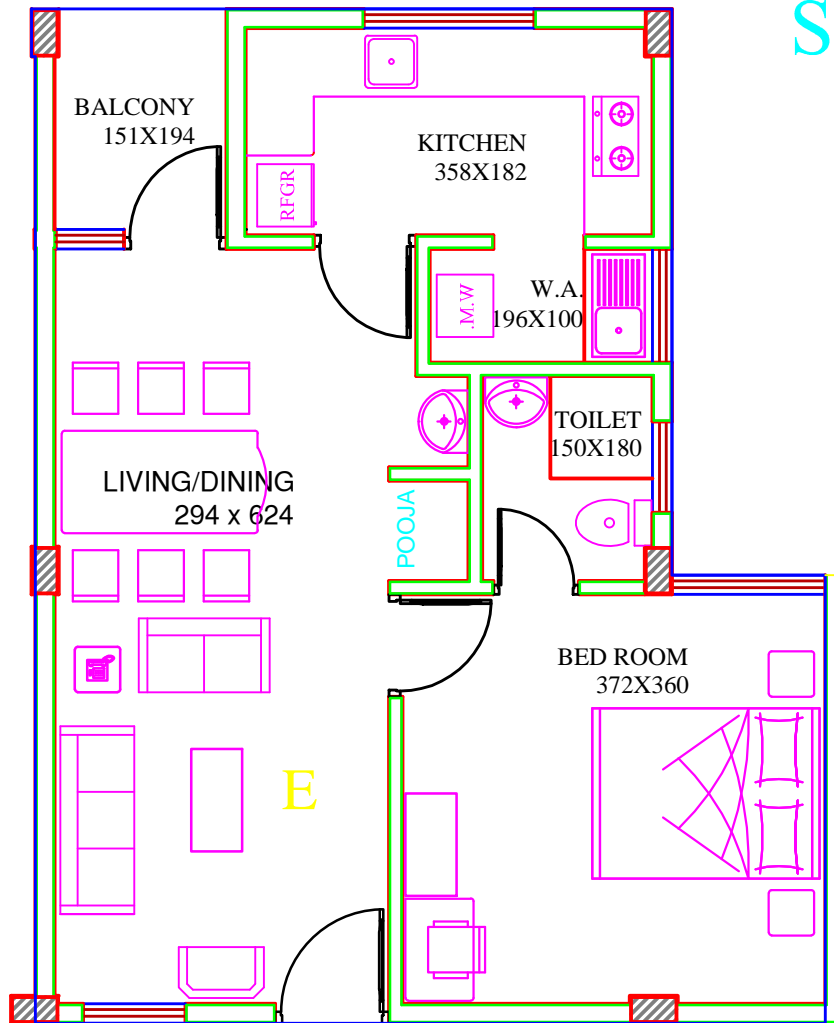 S
BALCONY
151X194
KITCHEN
358X182
RFGR
W.A.
196X100
.M.W
TOILET
150X180
LIVING/DINING
294 x 624
POOJA
BED ROOM
372X360
E